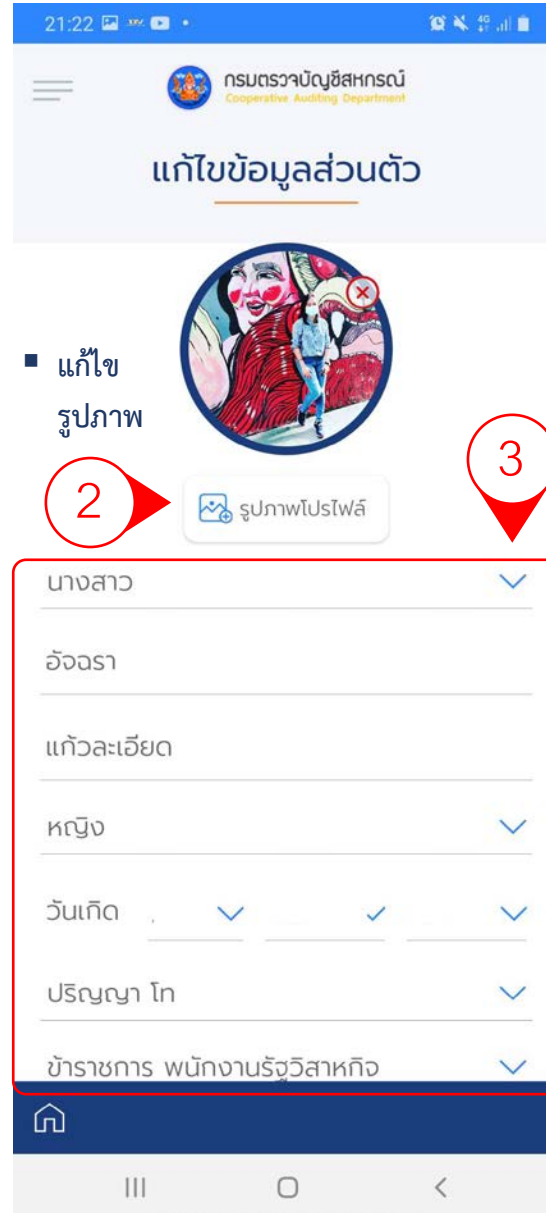 21:22
4G
กรมตรวจบัญชีสหกรณ์
Cooperative Auditing Department
แก้ไขข้อมูลส่วนตัว
▪ แก้ไข
รูปภาพ
2
รูปภาพโปรไฟล์
3
นางสาว
อัจฉรา
แก้วละเอียด
หญิง
วันเกิด
ปริญญา โท
ข้าราชการ พนักงานรัฐวิสาหกิจ